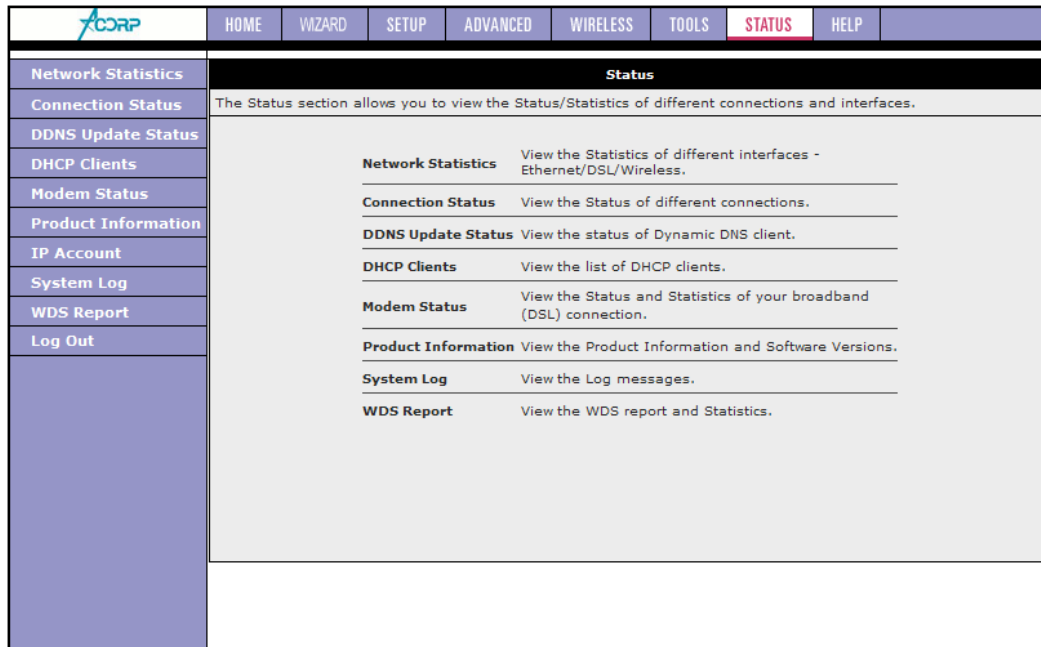 ACORP HOME WIZARD SETUP ADVANCED WIRELESS TOOLS STATUS HELP
Network Statistics
Connection Status
DDNS Update Status
DHCP Clients
Modem Status
Product Information
IP Account
System Log
WDS Report
Log Out
Status
The Status section allows you to view the Status/Statistics of different connections and interfaces.
Network Statistics View the Statistics of different interfaces -
Ethernet/DSL/Wireless.
Connection Status View the Status of different connections.
DDNS Update Status View the status of Dynamic DNS client.
DHCP Clients View the list of DHCP clients.
Modem Status View the Status and Statistics of your broadband
(DSL) connection.
Product Information View the Product Information and Software Versions.
System Log View the Log messages.
WDS Report View the WDS report and Statistics.